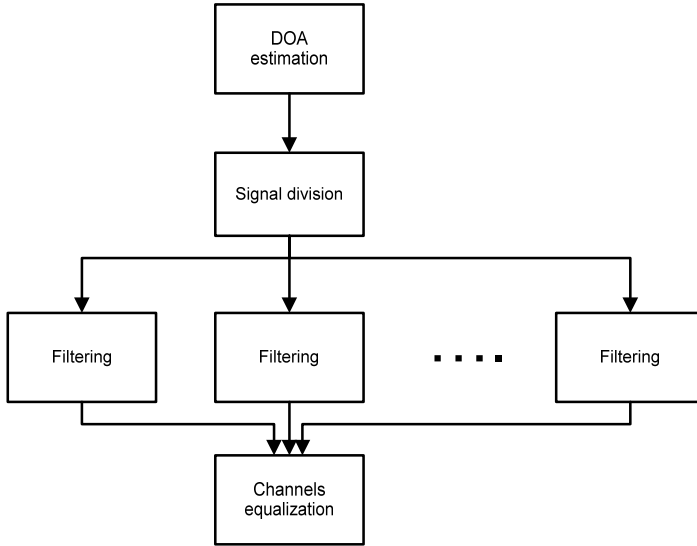 DOA
estimation
Signal division
Filtering
Filtering
Filtering
Channels
equalization